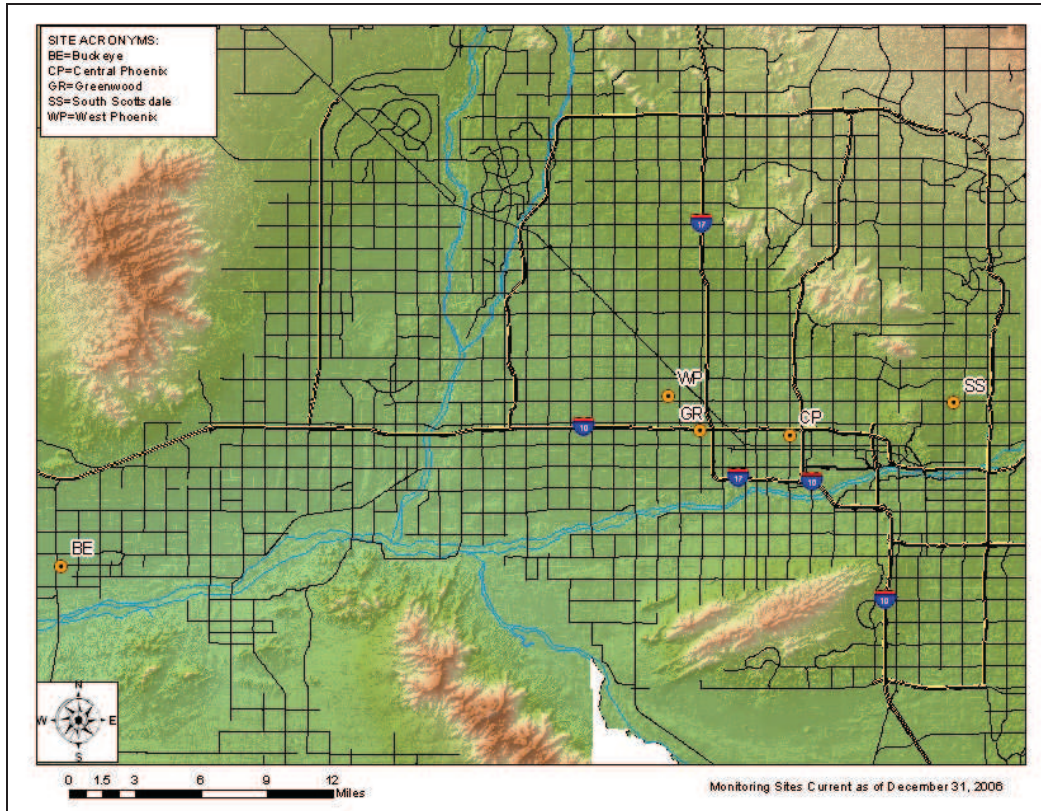 SITE ACRONYMS:
BE=Buckeye
CP=Central Phoenix
GR=Greenwood
SS=South Scottsdale
WP=West Phoenix
17
WP
SS
GR
10
CP
17
10
BE
10
N
W E
S
0 1.5 3 6 9 12
Miles
Monitoring Sites Current as of December 31, 2006